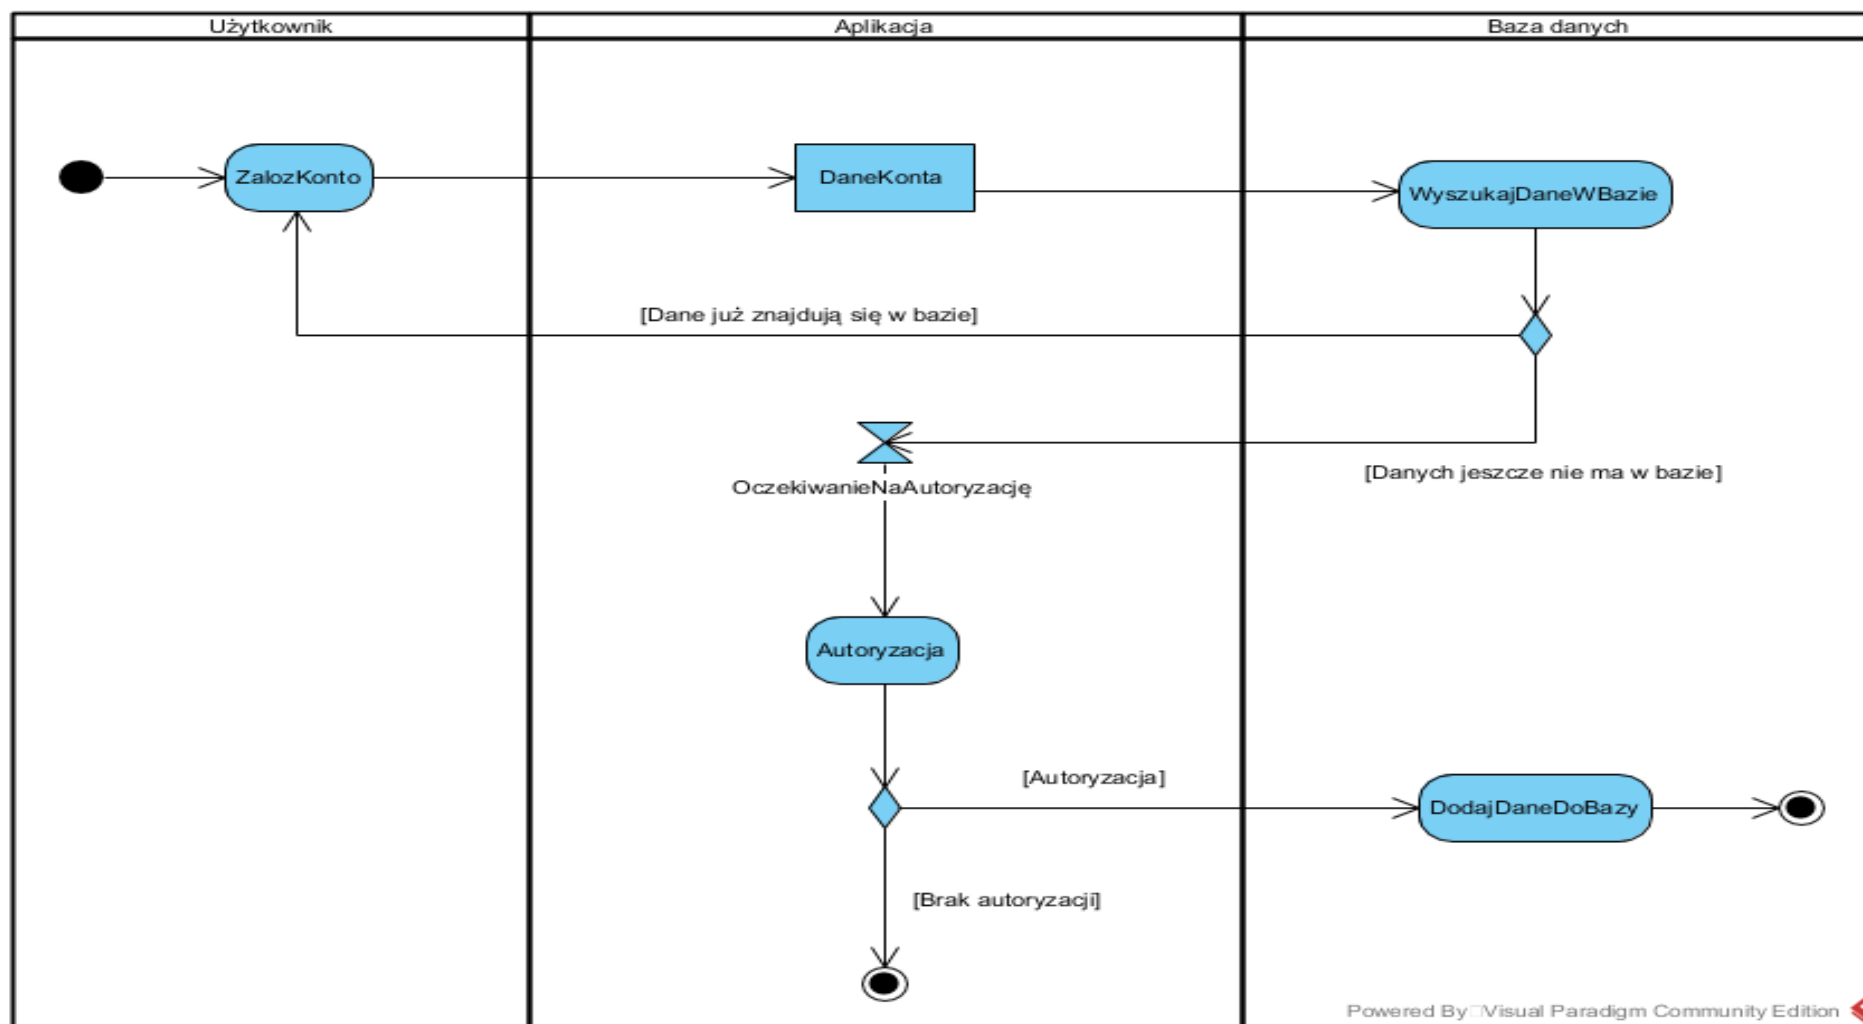 Użytkownik
Aplikacja
Baza danych
ZalozKonto
DaneKonta
WyszukajDaneWBazie
[Dane już znajdują się w bazie]
[Danych jeszcze nie ma w bazie]
OczekiwanieNaAutoryzację
Autoryzacja
[Autoryzacja]
DodajDaneDoBazy
[Brak autoryzacji]
Powered By Visual Paradigm Community Edition